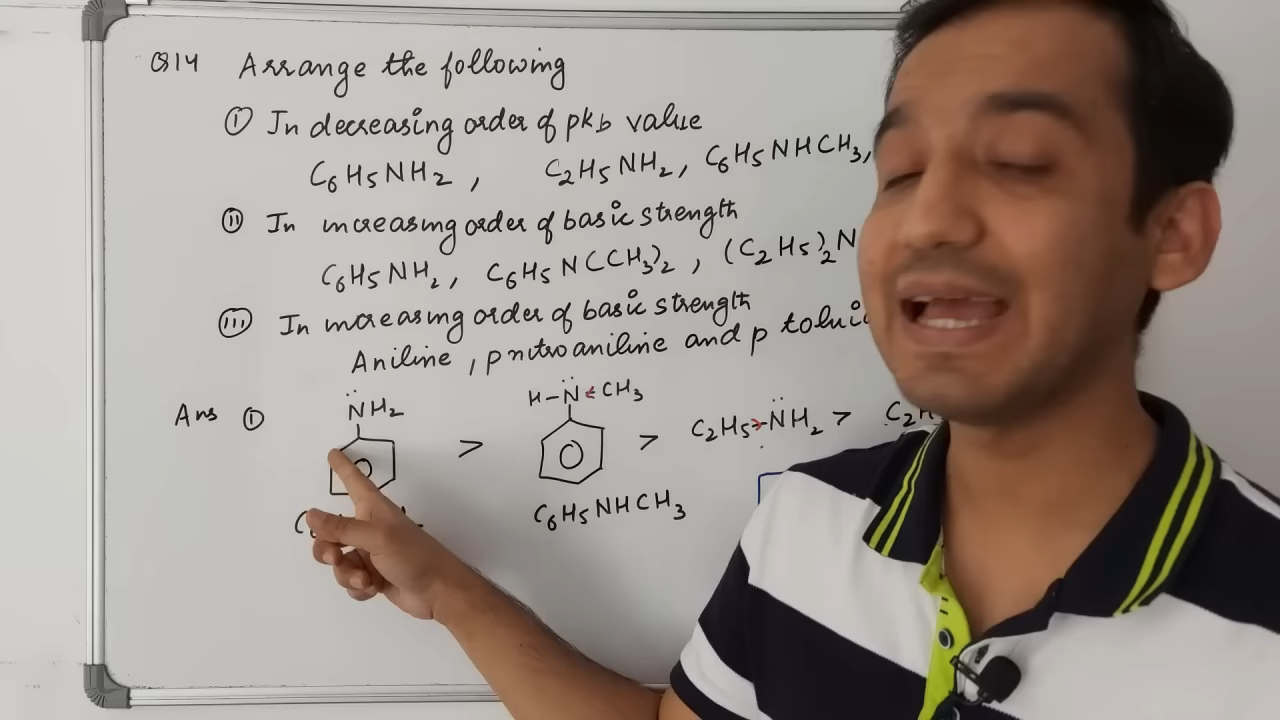 Q14 Arrange the following
(i) In decreasing order of pkb value
C6H5NH2, C2H5NH2, C6H5NHCH3,
(ii) In increasing order of basic strength
C6H5NH2, C6H5N(CH3)2, (C2H5)2N
(iii) In increasing order of basic strength
Aniline, p nitroaniline and p
Ans (i) NH2 > H-N←CH3 > C2H5→NH2 >
C6H5NHCH3